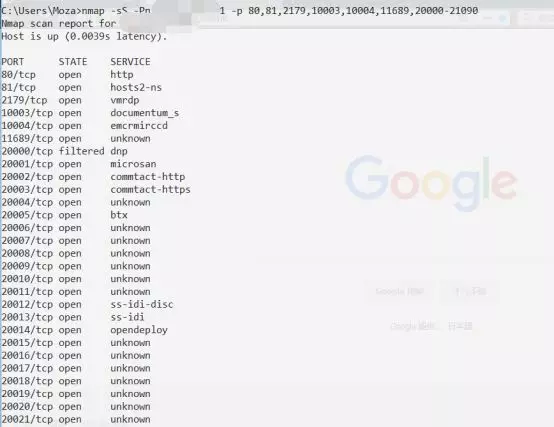 C:\Users\Moza>nmap -sS -Pn 1 -p 80,81,2179,10003,10004,11689,20000-21090
Nmap scan report for
Host is up (0.0039s latency).
PORT STATE SERVICE
80/tcp open http
81/tcp open hosts2-ns
2179/tcp open vmrdp
10003/tcp open documentum_s
10004/tcp open emcrmirccd
11689/tcp open unknown
20000/tcp filtered dnp
20001/tcp open microsan
20002/tcp open commtact-http
20003/tcp open commtact-https
20004/tcp open unknown
20005/tcp open btx
20006/tcp open unknown
20007/tcp open unknown
20008/tcp open unknown
20009/tcp open unknown
20010/tcp open unknown
20011/tcp open unknown
20012/tcp open ss-idi-disc
20013/tcp open ss-idi
20014/tcp open opendeploy
20015/tcp open unknown
20016/tcp open unknown
20017/tcp open unknown
20018/tcp open unknown
20019/tcp open unknown
20020/tcp open unknown
20021/tcp open unknown
Google
Google
Google